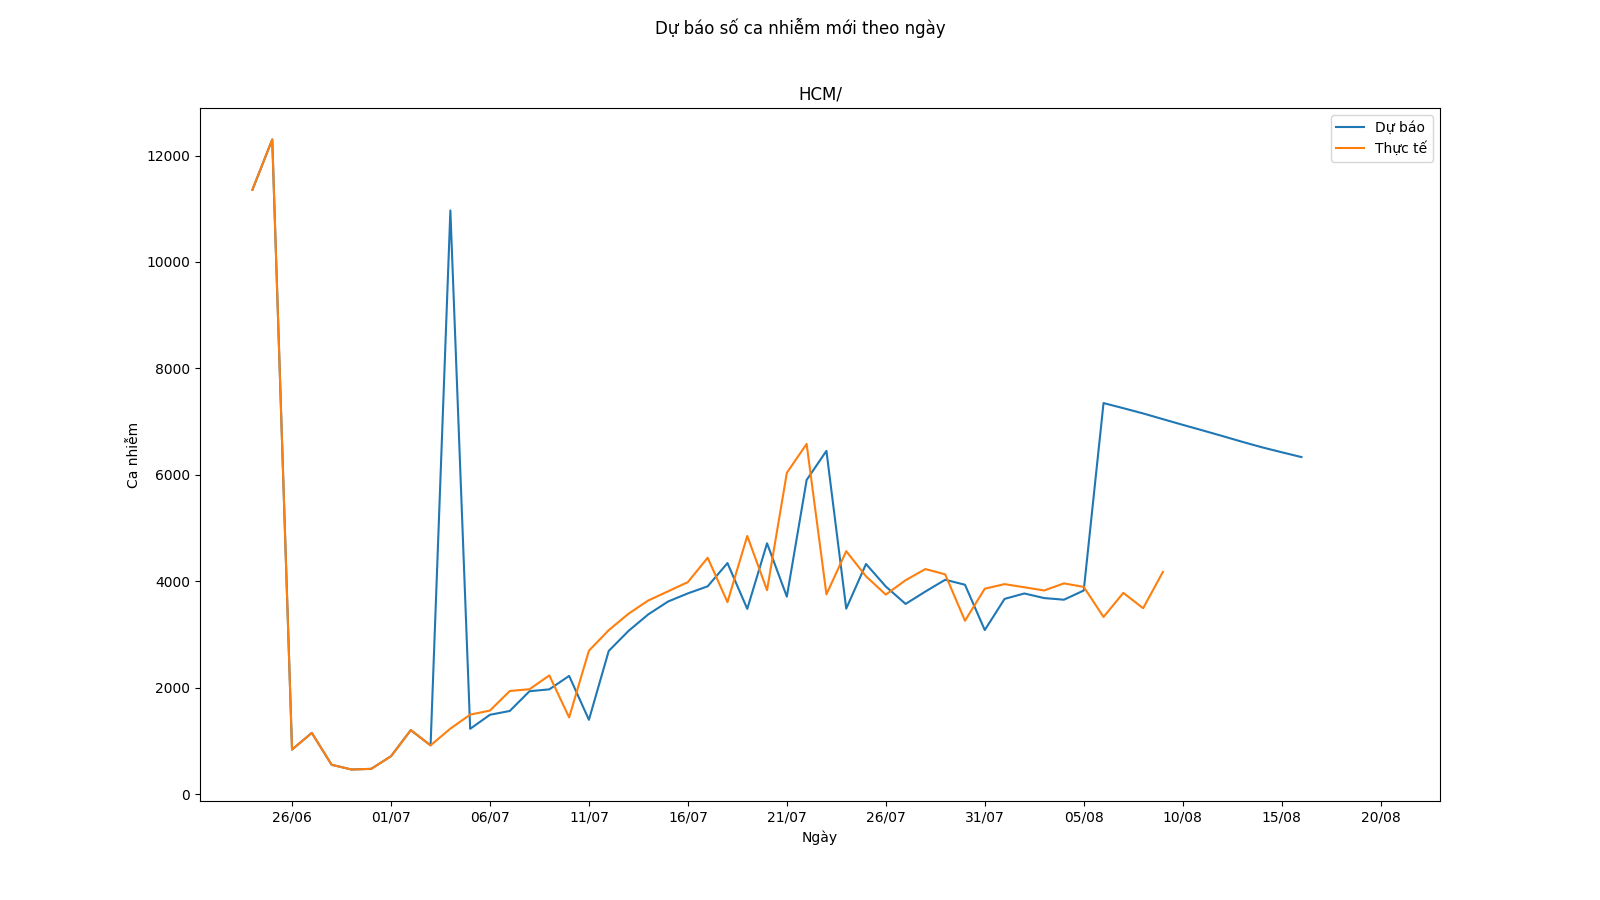 Dự báo số ca nhiễm mới theo ngày
HCM/
Dự báo
Thực tế
12000
10000
8000
6000
4000
2000
0
Ca nhiễm
26/06 01/07 06/07 11/07 16/07 21/07 26/07 31/07 05/08 10/08 15/08 20/08
Ngày